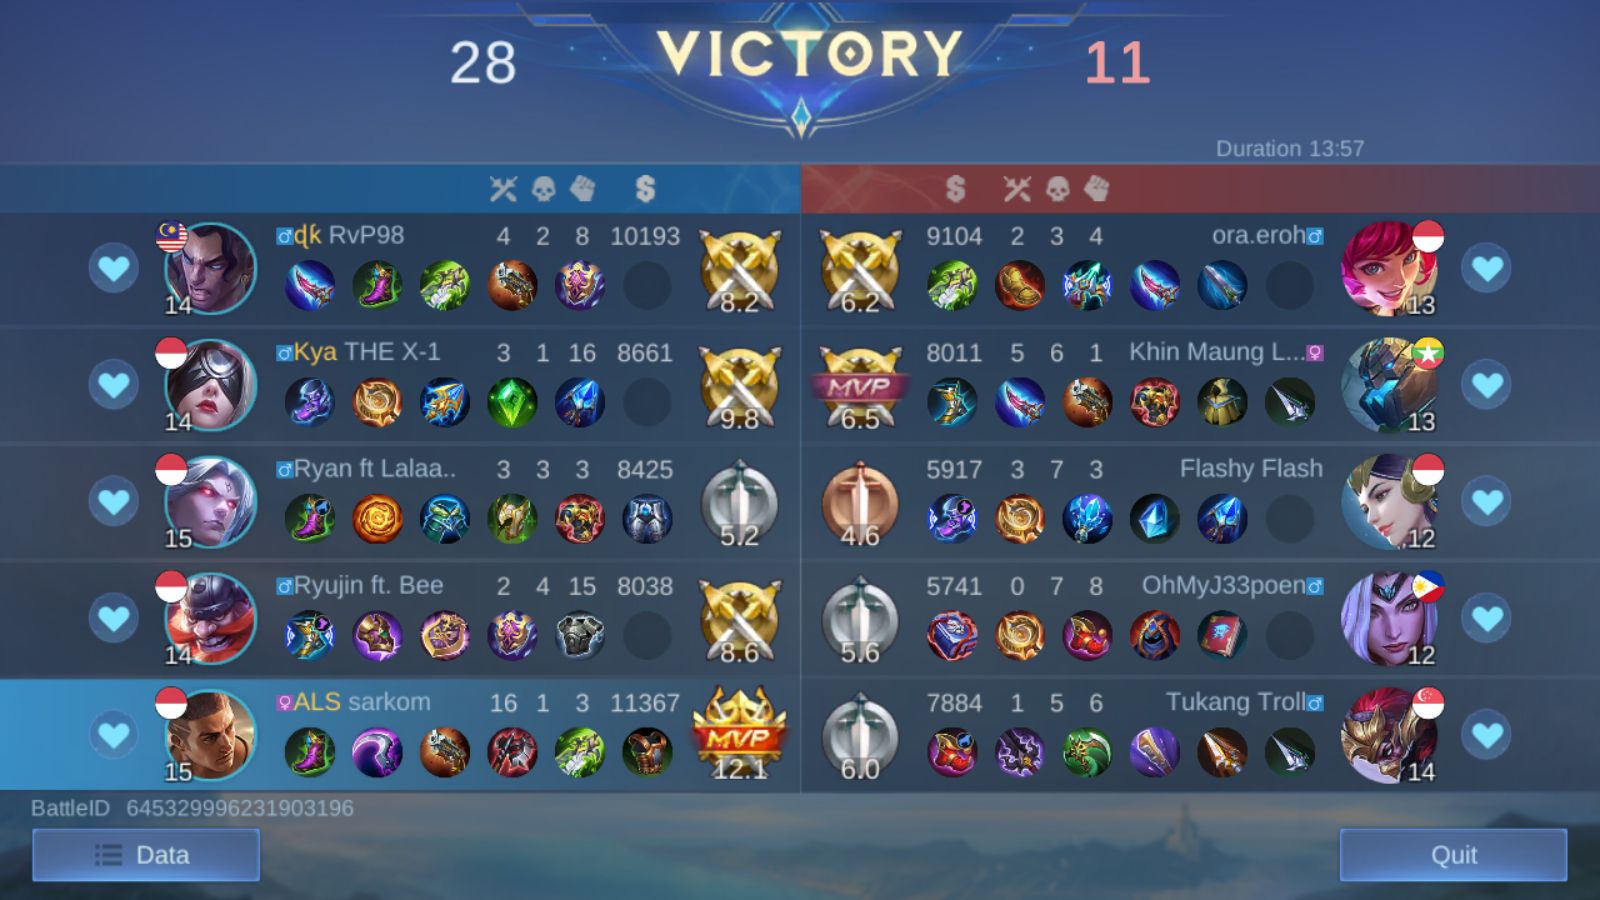 28 VICTORY 11
Duration 13:57
ɖƙ RvP98 4 2 8 10193
14 8.2
9104 2 3 4 ora.eroh
6.2 13
Kya THE X-1 3 1 16 8661
14 9.8
8011 5 6 1 Khin Maung L...
MVP
6.5 13
Ryan ft Lalaa.. 3 3 3 8425
15 5.2
5917 3 7 3 Flashy Flash
4.6 12
Ryujin ft. Bee 2 4 15 8038
14 8.6
5741 0 7 8 OhMyJ33poen
5.6 12
ALS sarkom 16 1 3 11367
MVP
15 12.1
7884 1 5 6 Tukang Troll
6.0 14
BattleID 645329996231903196
Data
Quit